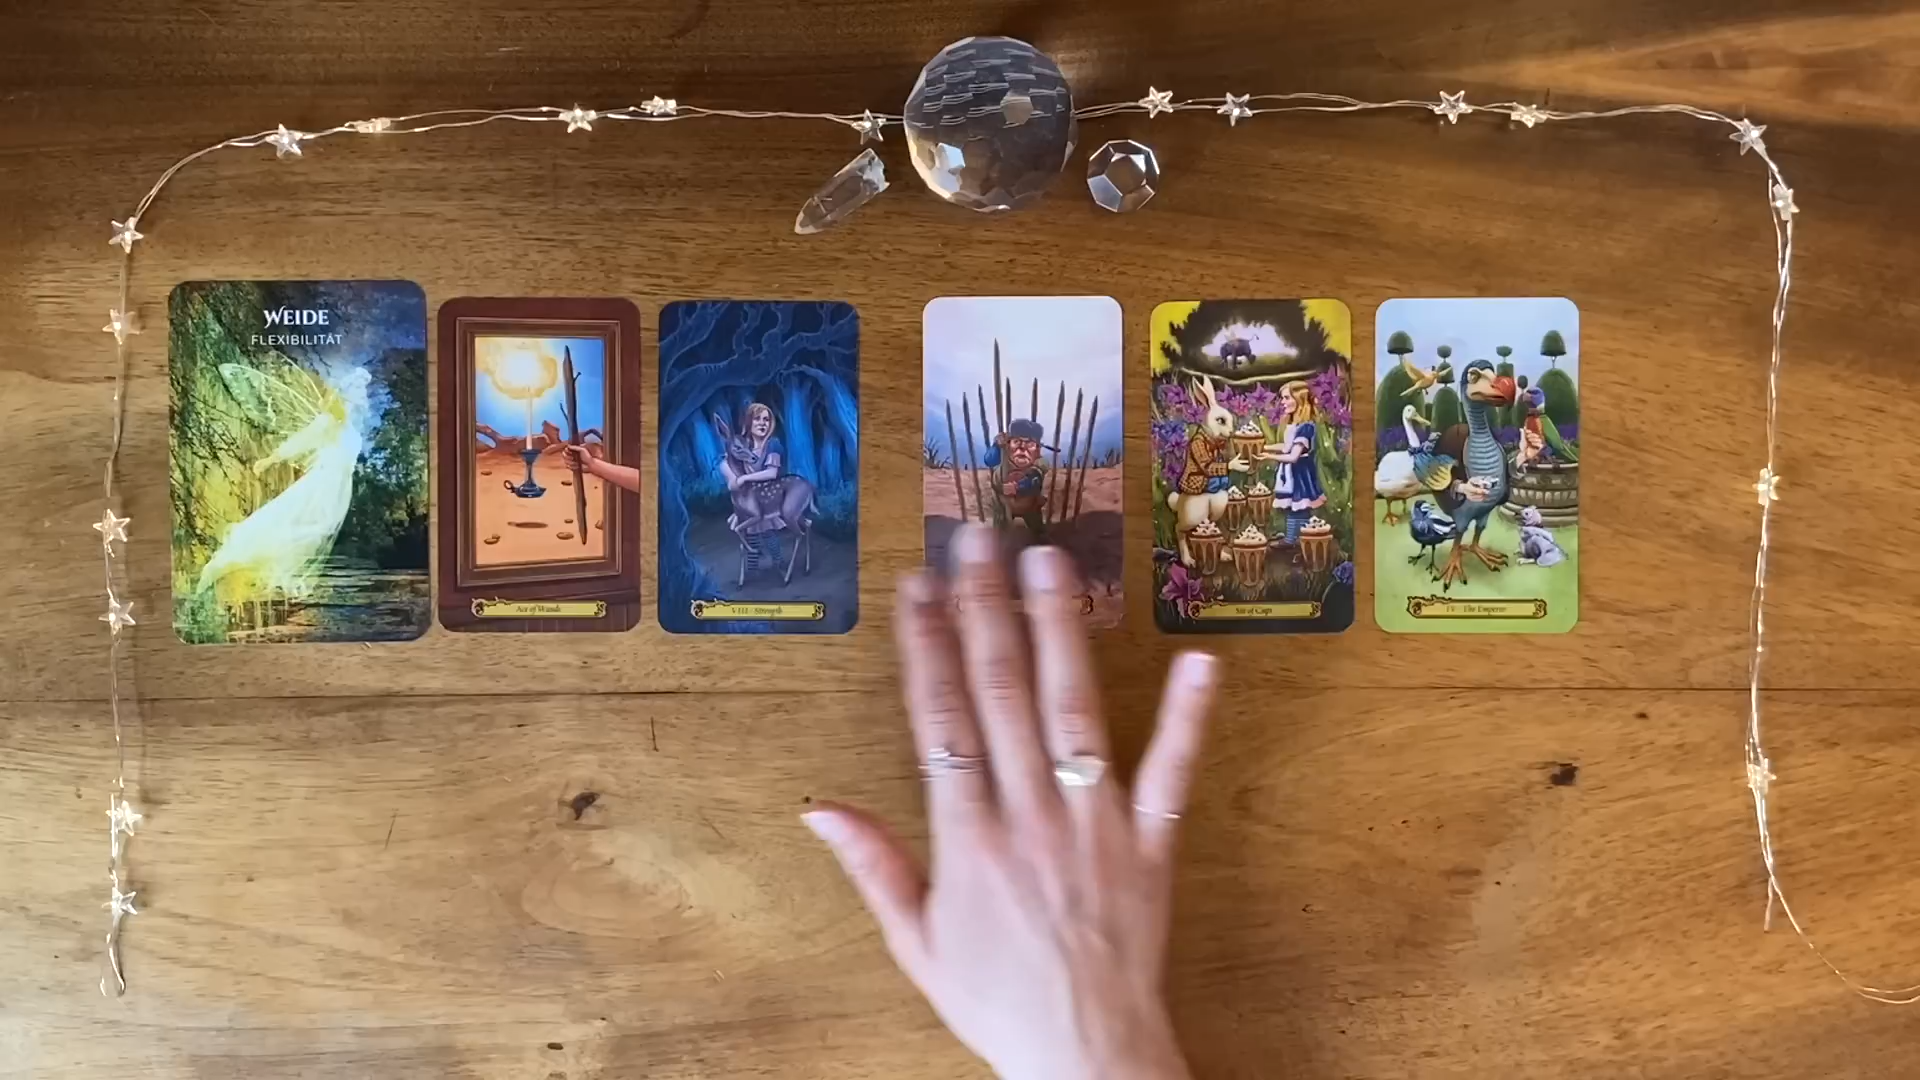 WEIDE
FLEXIBILITÄT
Ace of Wands
VIII - Strength
Six of Cups
IV - The Emperor